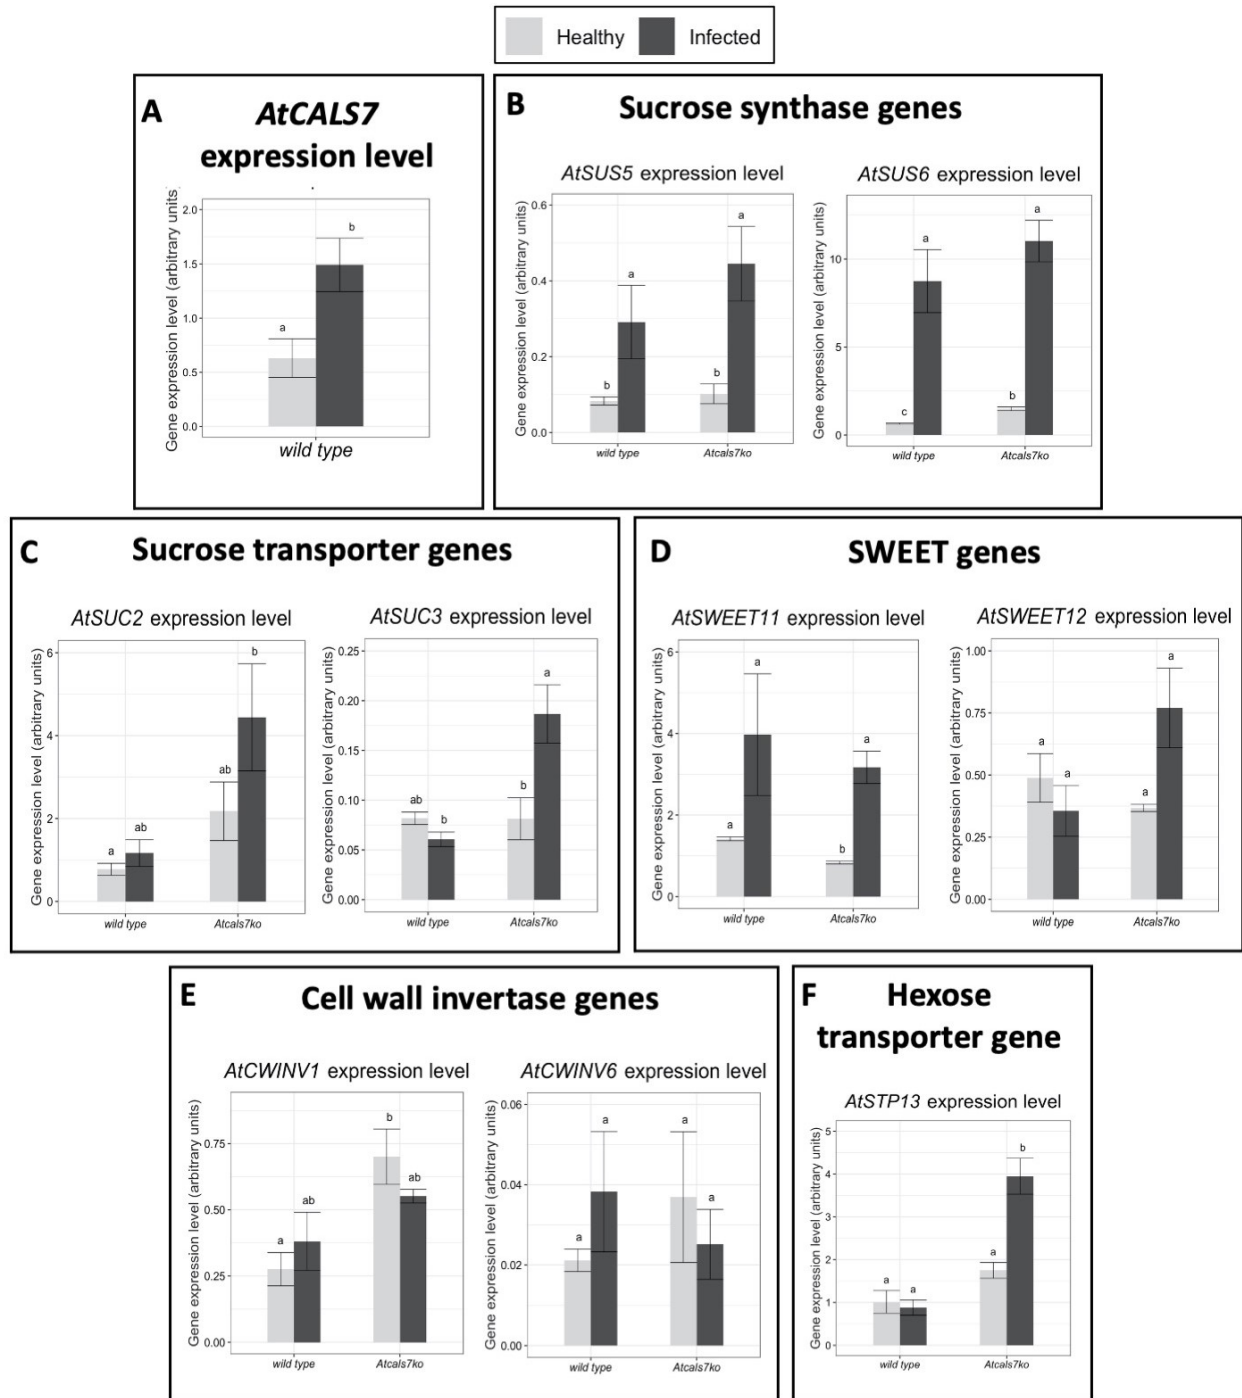 Healthy Infected
A AtCALS7
expression level
Gene expression level (arbitrary units)
2.0
1.5
1.0
0.5
0.0
a
b
wild type
B Sucrose synthase genes
AtSUS5 expression level
Gene expression level (arbitrary units)
0.6
0.4
0.2
0.0
b
a
b
a
wild type Atcals7ko
AtSUS6 expression level
Gene expression level (arbitrary units)
10
5
0
c
a
b
a
wild type Atcals7ko
C Sucrose transporter genes
AtSUC2 expression level
Gene expression level (arbitrary units)
6
4
2
0
a
ab
ab
b
wild type Atcals7ko
AtSUC3 expression level
Gene expression level (arbitrary units)
0.25
0.20
0.15
0.10
0.05
0.00
ab
b
b
a
wild type Atcals7ko
D SWEET genes
AtSWEET11 expression level
Gene expression level (arbitrary units)
6
4
2
0
a
a
b
a
wild type Atcals7ko
AtSWEET12 expression level
Gene expression level (arbitrary units)
1.00
0.75
0.50
0.25
0.00
a
a
a
a
wild type Atcals7ko
E Cell wall invertase genes
AtCWINV1 expression level
Gene expression level (arbitrary units)
0.75
0.50
0.25
0.00
a
ab
b
ab
wild type Atcals7ko
AtCWINV6 expression level
Gene expression level (arbitrary units)
0.06
0.04
0.02
0.00
a
a
a
a
wild type Atcals7ko
F Hexose
transporter gene
AtSTP13 expression level
Gene expression level (arbitrary units)
5
4
3
2
1
0
a
a
a
b
wild type Atcals7ko